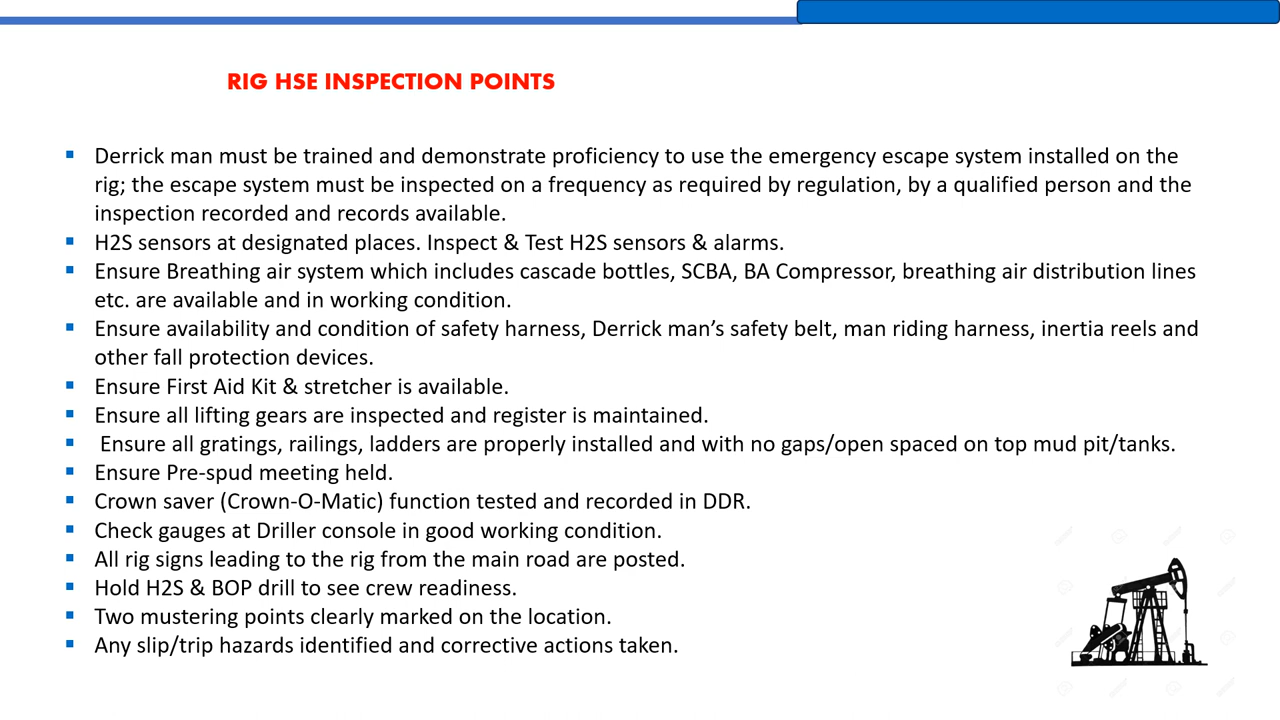 RIG HSE INSPECTION POINTS
▪ Derrick man must be trained and demonstrate proficiency to use the emergency escape system installed on the
rig; the escape system must be inspected on a frequency as required by regulation, by a qualified person and the
inspection recorded and records available.
▪ H2S sensors at designated places. Inspect & Test H2S sensors & alarms.
▪ Ensure Breathing air system which includes cascade bottles, SCBA, BA Compressor, breathing air distribution lines
etc. are available and in working condition.
▪ Ensure availability and condition of safety harness, Derrick man’s safety belt, man riding harness, inertia reels and
other fall protection devices.
▪ Ensure First Aid Kit & stretcher is available.
▪ Ensure all lifting gears are inspected and register is maintained.
▪ Ensure all gratings, railings, ladders are properly installed and with no gaps/open spaced on top mud pit/tanks.
▪ Ensure Pre-spud meeting held.
▪ Crown saver (Crown-O-Matic) function tested and recorded in DDR.
▪ Check gauges at Driller console in good working condition.
▪ All rig signs leading to the rig from the main road are posted.
▪ Hold H2S & BOP drill to see crew readiness.
▪ Two mustering points clearly marked on the location.
▪ Any slip/trip hazards identified and corrective actions taken.